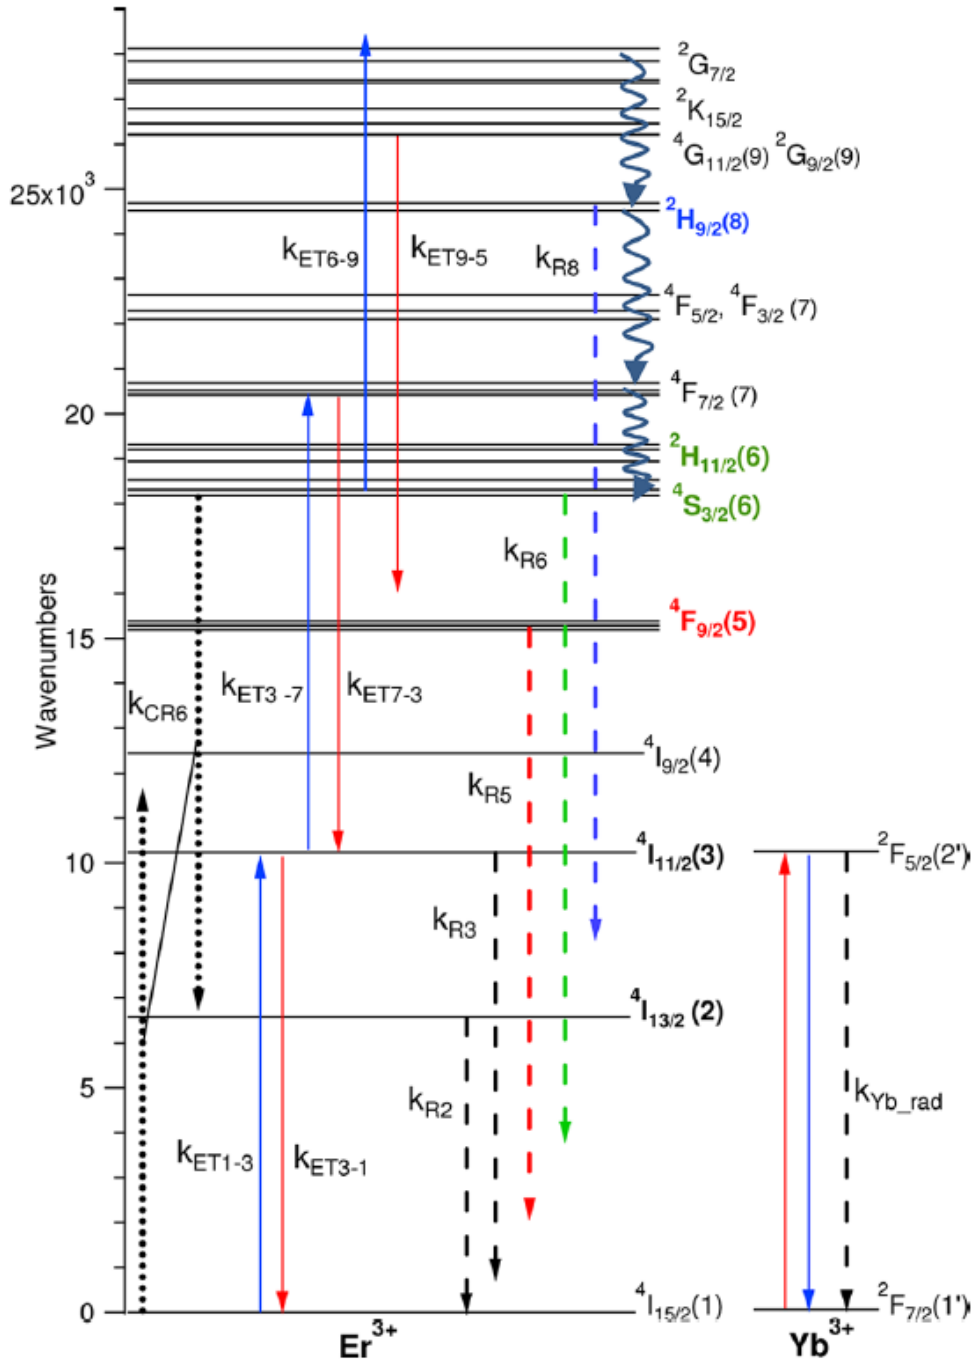 ²G₇/₂
²K₁₅/₂
⁴G₁₁/₂(9) ²G₉/₂(9)
25x10³
²H₉/₂(8)
k_ET6-9
k_ET9-5
k_R8
⁴F₅/₂, ⁴F₃/₂ (7)
⁴F₇/₂ (7)
20
²H₁₁/₂(6)
⁴S₃/₂(6)
k_R6
Wavenumbers
15
⁴F₉/₂(5)
k_CR6
k_ET3 -7
k_ET7-3
⁴I₉/₂(4)
k_R5
10
⁴I₁₁/₂(3)
²F₅/₂(2')
k_R3
⁴I₁₃/₂ (2)
5
k_R2
k_Yb_rad
k_ET1-3
k_ET3-1
0
⁴I₁₅/₂(1)
²F₇/₂(1')
Er³⁺
Yb³⁺